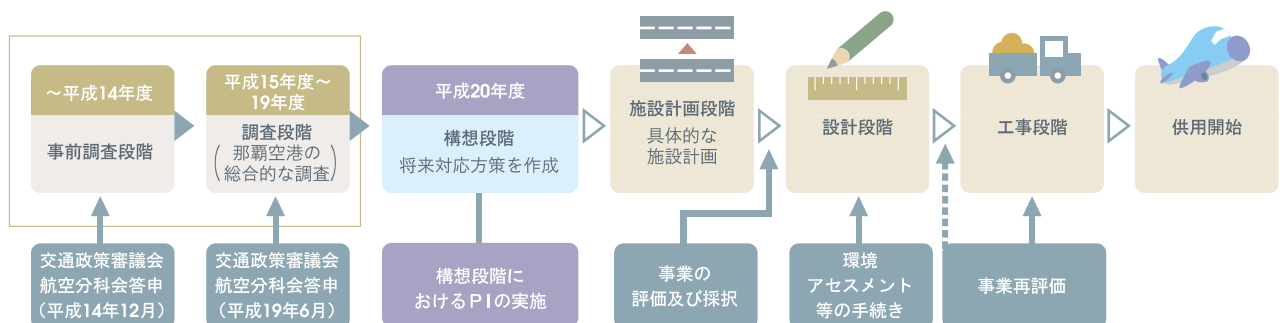 ～平成14年度
事前調査段階
平成15年度～
19年度
調査段階
（那覇空港の
総合的な調査）
平成20年度
構想段階
将来対応方策を作成
施設計画段階
具体的な
施設計画
設計段階
工事段階
供用開始
交通政策審議会
航空分科会答申
（平成14年12月）
交通政策審議会
航空分科会答申
（平成19年6月）
構想段階に
おけるPIの実施
事業の
評価及び採択
環境
アセスメント
等の手続き
事業再評価